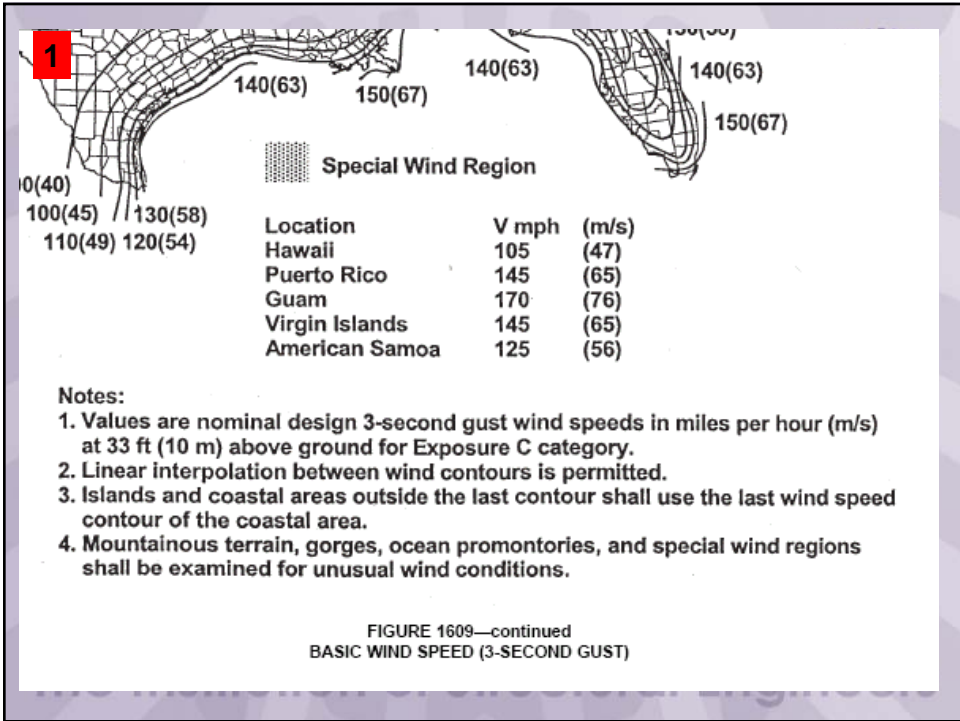 1
140(63)
140(63)
150(67)
140(63)
150(67)
Special Wind Region
100(45)
130(58)
110(49) 120(54)
Location V mph (m/s)
Hawaii 105 (47)
Puerto Rico 145 (65)
Guam 170 (76)
Virgin Islands 145 (65)
American Samoa 125 (56)
Notes:
1. Values are nominal design 3-second gust wind speeds in miles per hour (m/s)
at 33 ft (10 m) above ground for Exposure C category.
2. Linear interpolation between wind contours is permitted.
3. Islands and coastal areas outside the last contour shall use the last wind speed
contour of the coastal area.
4. Mountainous terrain, gorges, ocean promontories, and special wind regions
shall be examined for unusual wind conditions.
FIGURE 1609—continued
BASIC WIND SPEED (3-SECOND GUST)